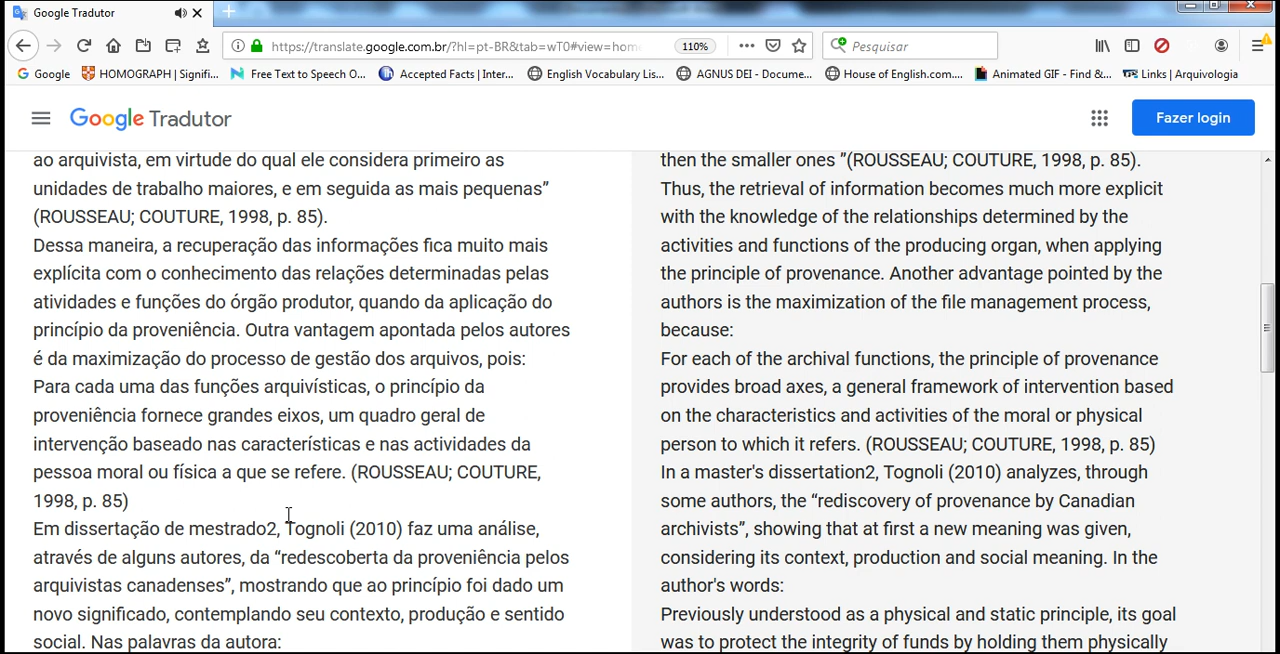 Google Tradutor
https://translate.google.com.br/?hl=pt-BR&tab=wT0#view=hom
110%
Pesquisar
Google
HOMOGRAPH | Signifi...
Free Text to Speech O...
Accepted Facts | Inter...
English Vocabulary Lis...
AGNUS DEI - Docume...
House of English.com....
Animated GIF - Find &...
Links | Arquivologia
Google Tradutor
Fazer login
ao arquivista, em virtude do qual ele considera primeiro as
unidades de trabalho maiores, e em seguida as mais pequenas”
(ROUSSEAU; COUTURE, 1998, p. 85).
Dessa maneira, a recuperação das informações fica muito mais
explícita com o conhecimento das relações determinadas pelas
atividades e funções do órgão produtor, quando da aplicação do
princípio da proveniência. Outra vantagem apontada pelos autores
é da maximização do processo de gestão dos arquivos, pois:
Para cada uma das funções arquivísticas, o princípio da
proveniência fornece grandes eixos, um quadro geral de
intervenção baseado nas características e nas actividades da
pessoa moral ou física a que se refere. (ROUSSEAU; COUTURE,
1998, p. 85)
Em dissertação de mestrado2, Tognoli (2010) faz uma análise,
através de alguns autores, da “redescoberta da proveniência pelos
arquivistas canadenses”, mostrando que ao princípio foi dado um
novo significado, contemplando seu contexto, produção e sentido
social. Nas palavras da autora:
then the smaller ones ”(ROUSSEAU; COUTURE, 1998, p. 85).
Thus, the retrieval of information becomes much more explicit
with the knowledge of the relationships determined by the
activities and functions of the producing organ, when applying
the principle of provenance. Another advantage pointed by the
authors is the maximization of the file management process,
because:
For each of the archival functions, the principle of provenance
provides broad axes, a general framework of intervention based
on the characteristics and activities of the moral or physical
person to which it refers. (ROUSSEAU; COUTURE, 1998, p. 85)
In a master's dissertation2, Tognoli (2010) analyzes, through
some authors, the “rediscovery of provenance by Canadian
archivists”, showing that at first a new meaning was given,
considering its context, production and social meaning. In the
author's words:
Previously understood as a physical and static principle, its goal
was to protect the integrity of funds by holding them physically